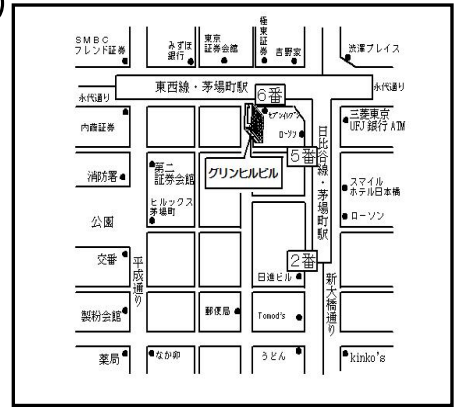 SMBC
フレンド証券
みずほ
銀行
東京
証券会館
極東証券
吉野家
渋澤プレイス
東西線・茅場町駅
永代通り
永代通り
6番
セブンイレブン
ローソン
三菱東京
UFJ銀行ATM
内藤証券
5番
日比谷線・茅場町駅
消防署
第二
証券会館
グリンヒルビル
スマイル
ホテル日本橋
ヒルックス
茅場町
ローソン
公園
2番
交番
平成通り
日進ビル
新大橋通り
製粉会館
郵便局
Tomod's
薬局
なか卯
うどん
kinko's